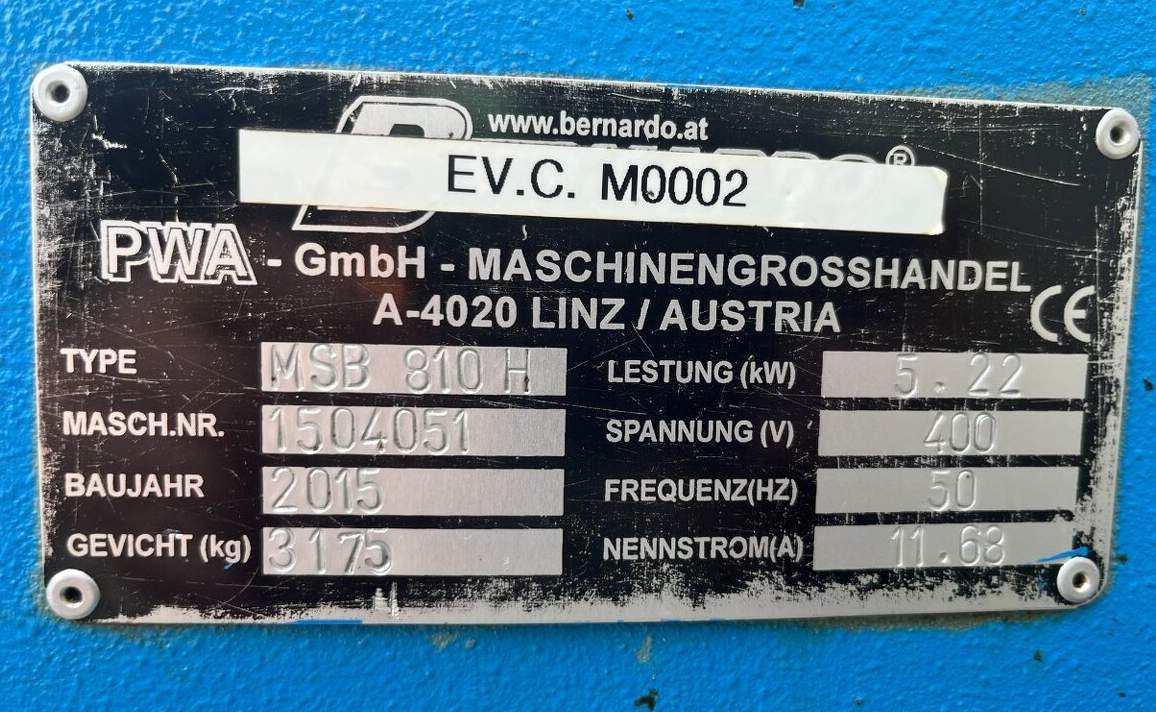 www.bernardo.at
®
EV.C. M0002
PWA - GmbH - MASCHINENGROSSHANDEL
A-4020 LINZ / AUSTRIA
CE
TYPE MSB 810 H LESTUNG (kW) 5.22
MASCH.NR. 1504051 SPANNUNG (V) 400
BAUJAHR 2015 FREQUENZ(HZ) 50
GEVICHT (kg) 3175 NENNSTROM(A) 11.68